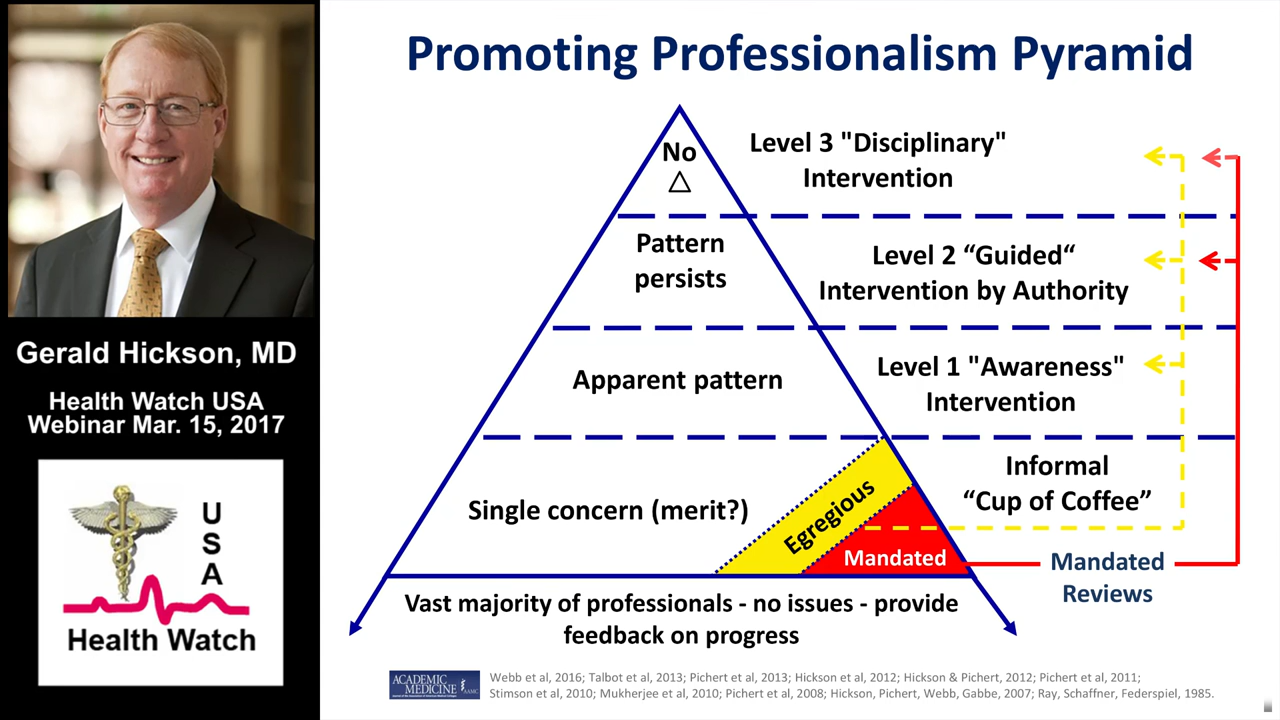 Promoting Professionalism Pyramid
No
△
Level 3 "Disciplinary"
Intervention
Pattern
persists
Level 2 “Guided“
Intervention by Authority
Apparent pattern
Level 1 "Awareness"
Intervention
Single concern (merit?)
Egregious
Mandated
Informal
“Cup of Coffee”
Mandated
Reviews
Vast majority of professionals - no issues - provide
feedback on progress
ACADEMIC
MEDICINE
AAMC
Webb et al, 2016; Talbot et al, 2013; Pichert et al, 2013; Hickson et al, 2012; Hickson & Pichert, 2012; Pichert et al, 2011;
Stimson et al, 2010; Mukherjee et al, 2010; Pichert et al, 2008; Hickson, Pichert, Webb, Gabbe, 2007; Ray, Schaffner, Federspiel, 1985.
Gerald Hickson, MD
Health Watch USA
Webinar Mar. 15, 2017
USA
Health Watch